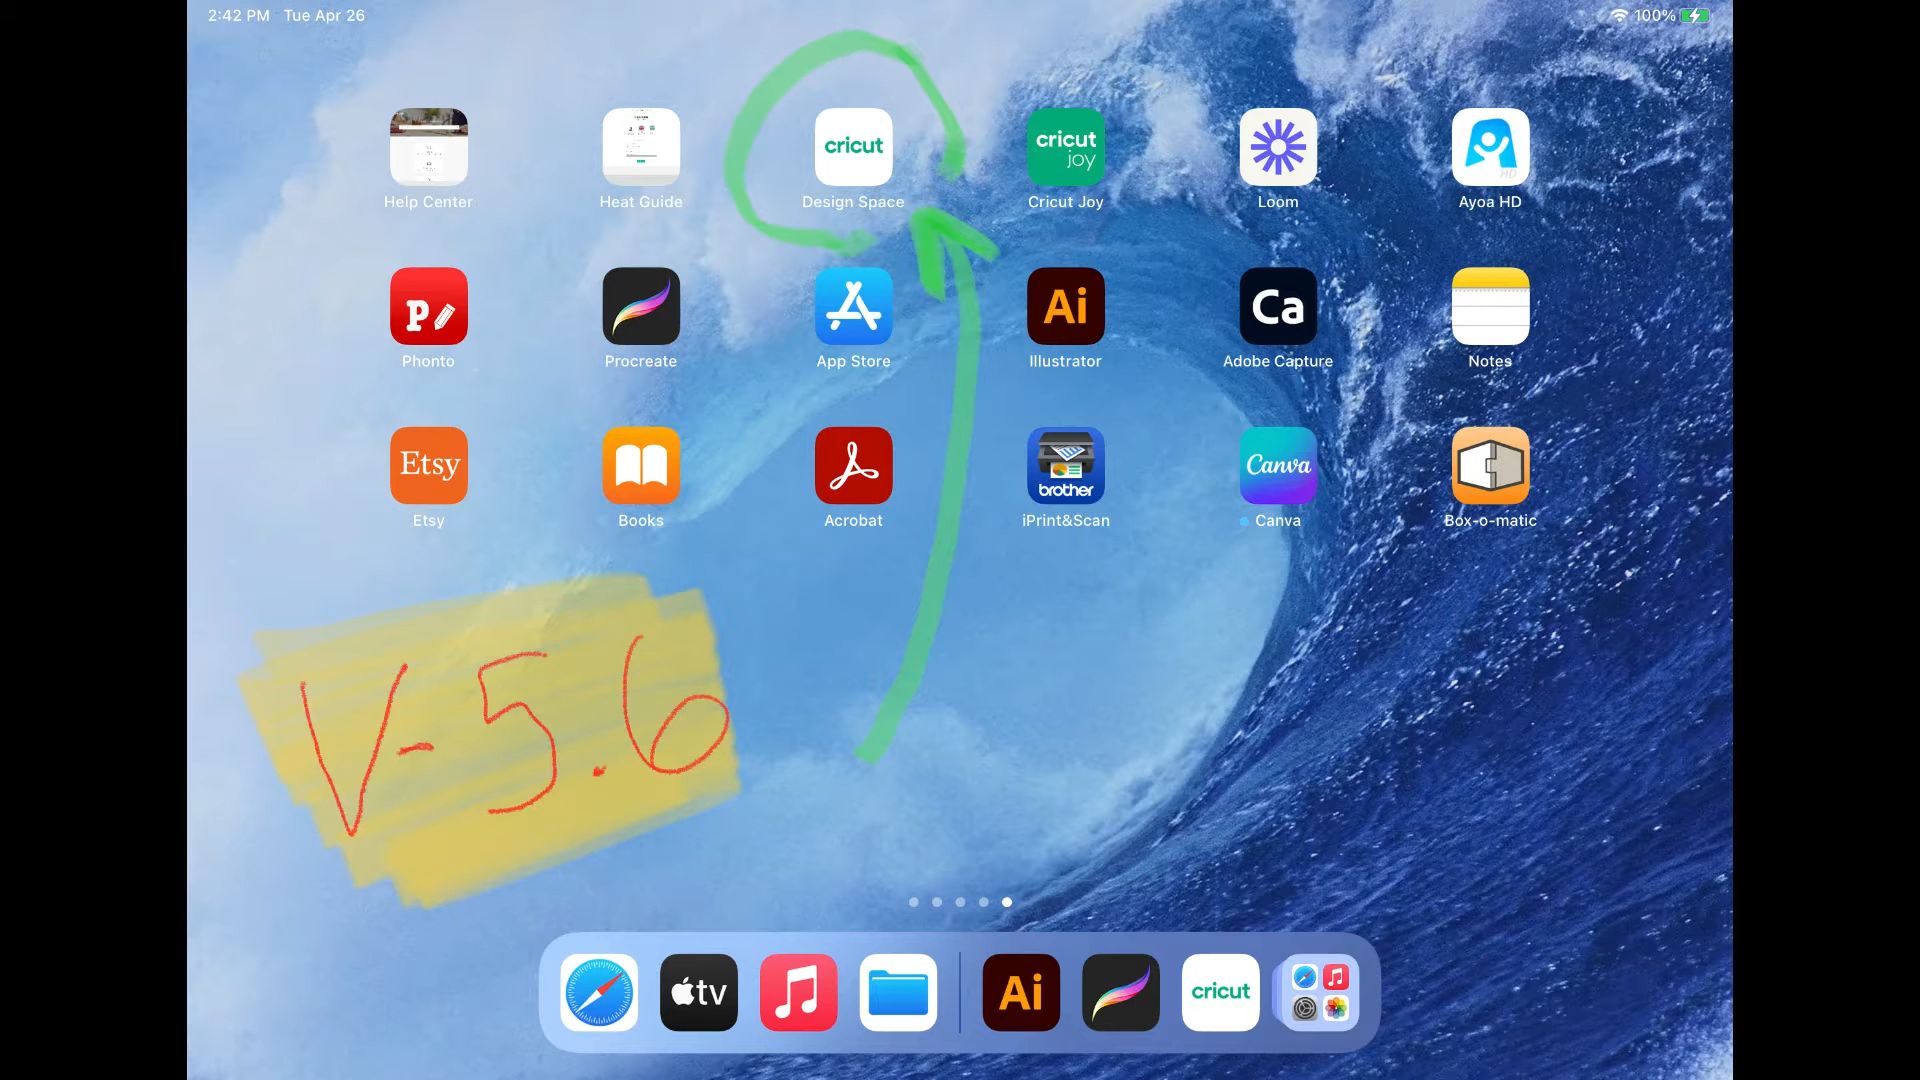 2:42 PM Tue Apr 26
100%
cricut
cricut
joy
HD
Help Center
Heat Guide
Design Space
Cricut Joy
Loom
Ayoa HD
P
Ai
Ca
Phonto
Procreate
App Store
Illustrator
Adobe Capture
Notes
Etsy
brother
Canva
Etsy
Books
Acrobat
iPrint&Scan
Canva
Box-o-matic
V-5.6
tv
Ai
cricut